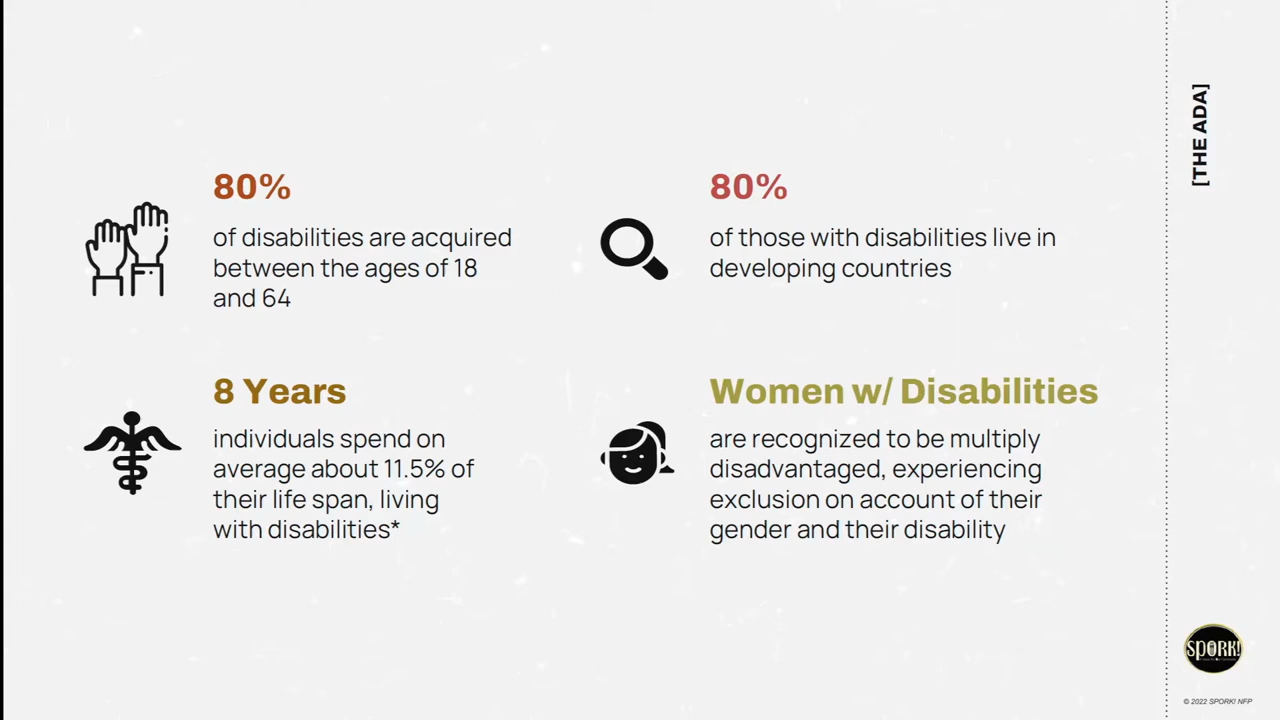 80%
of disabilities are acquired
between the ages of 18
and 64
80%
of those with disabilities live in
developing countries
8 Years
individuals spend on
average about 11.5% of
their life span, living
with disabilities*
Women w/ Disabilities
are recognized to be multiply
disadvantaged, experiencing
exclusion on account of their
gender and their disability
[THE ADA]
SPORK!
© 2022 SPORK! NFP